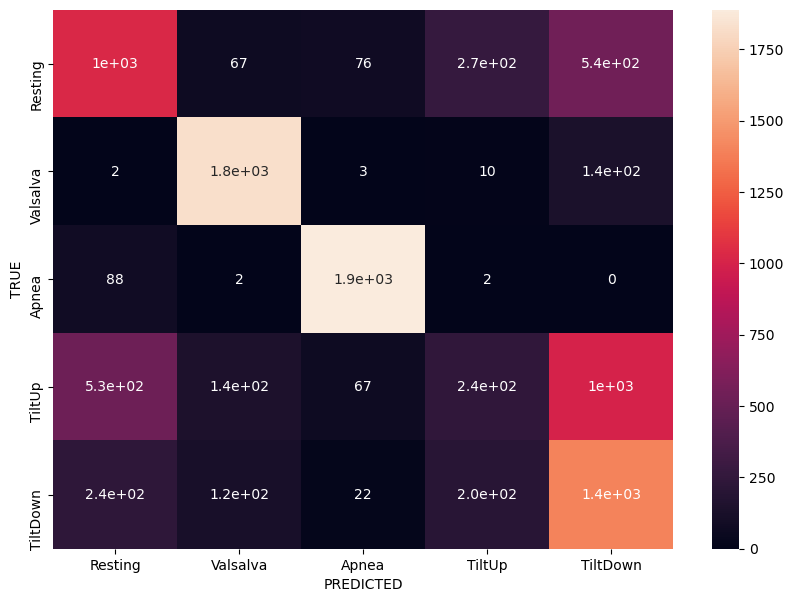 Resting 1e+03 67 76 2.7e+02 5.4e+02
Valsalva 2 1.8e+03 3 10 1.4e+02
Apnea 88 2 1.9e+03 2 0
TiltUp 5.3e+02 1.4e+02 67 2.4e+02 1e+03
TiltDown 2.4e+02 1.2e+02 22 2.0e+02 1.4e+03
TRUE
Resting Valsalva Apnea TiltUp TiltDown
PREDICTED
1750
1500
1250
1000
750
500
250
0